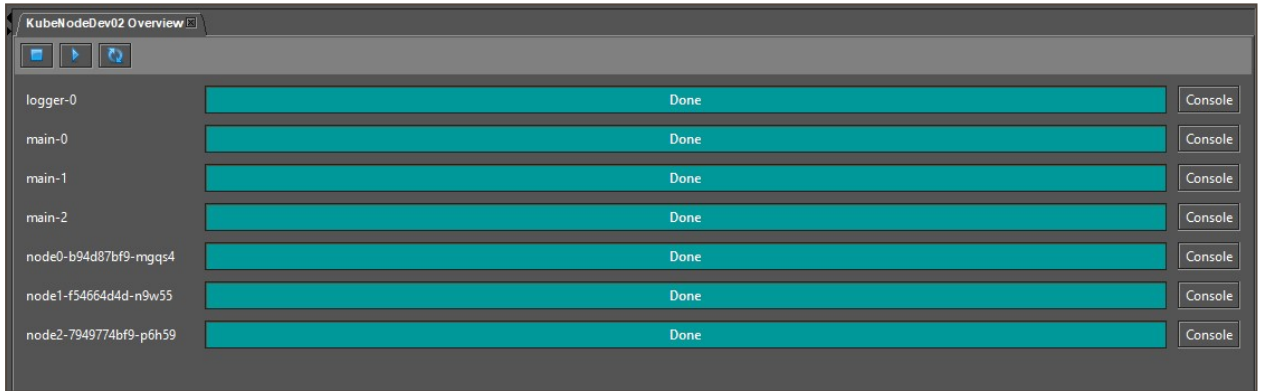 KubeNodeDev02 Overview
logger-0 Done Console
main-0 Done Console
main-1 Done Console
main-2 Done Console
node0-b94d87bf9-mgqs4 Done Console
node1-f54664d4d-n9w55 Done Console
node2-7949774bf9-p6h59 Done Console